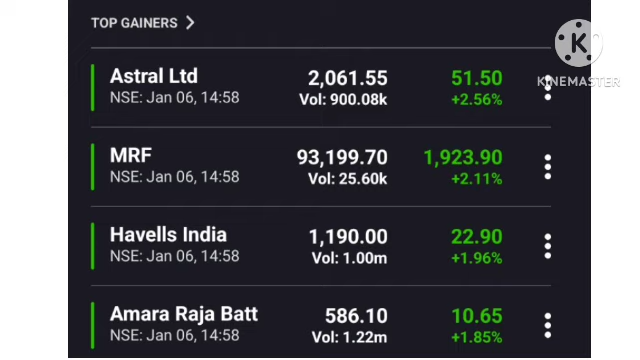 TOP GAINERS
K
KINEMASTER
Astral Ltd 2,061.55 51.50
NSE: Jan 06, 14:58 Vol: 900.08k +2.56%
MRF 93,199.70 1,923.90
NSE: Jan 06, 14:58 Vol: 25.60k +2.11%
Havells India 1,190.00 22.90
NSE: Jan 06, 14:58 Vol: 1.00m +1.96%
Amara Raja Batt 586.10 10.65
NSE: Jan 06, 14:58 Vol: 1.22m +1.85%